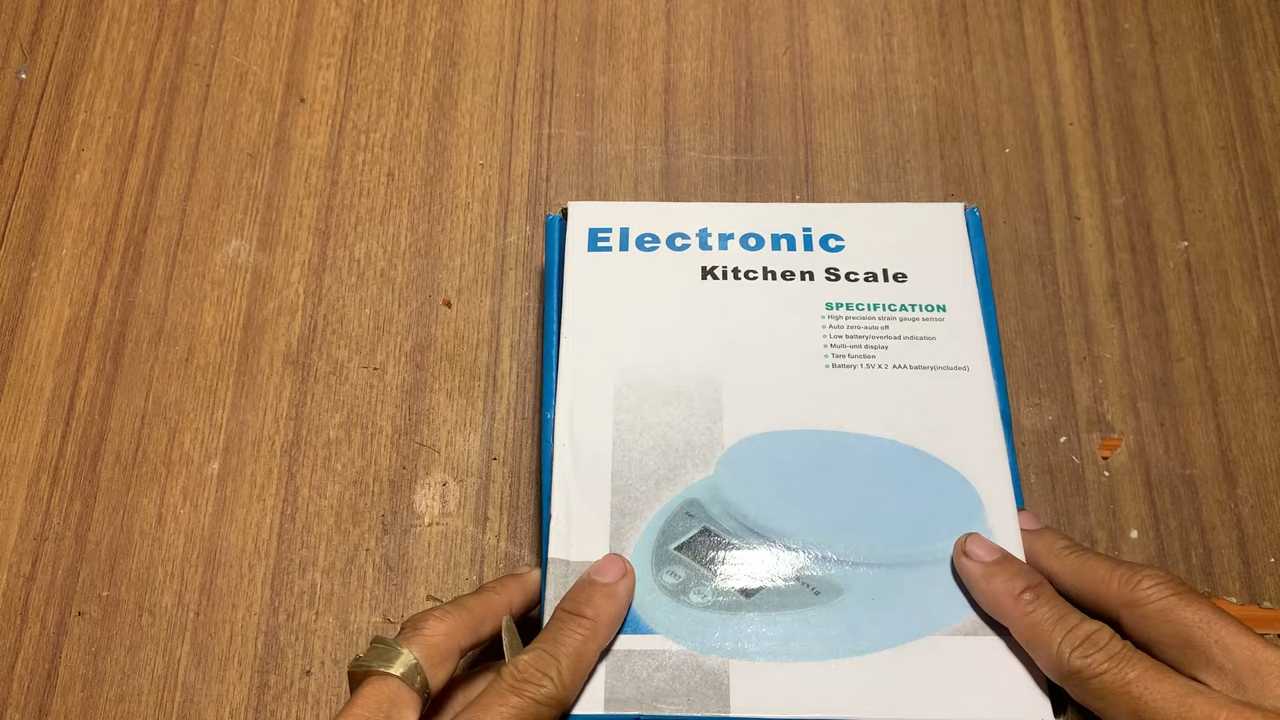 Electronic
Kitchen Scale
SPECIFICATION
High precision strain gauge sensor
Auto zero-auto off
Low battery/overload indication
Multi-unit display
Tare function
Battery: 1.5V X 2 AAA battery(included)